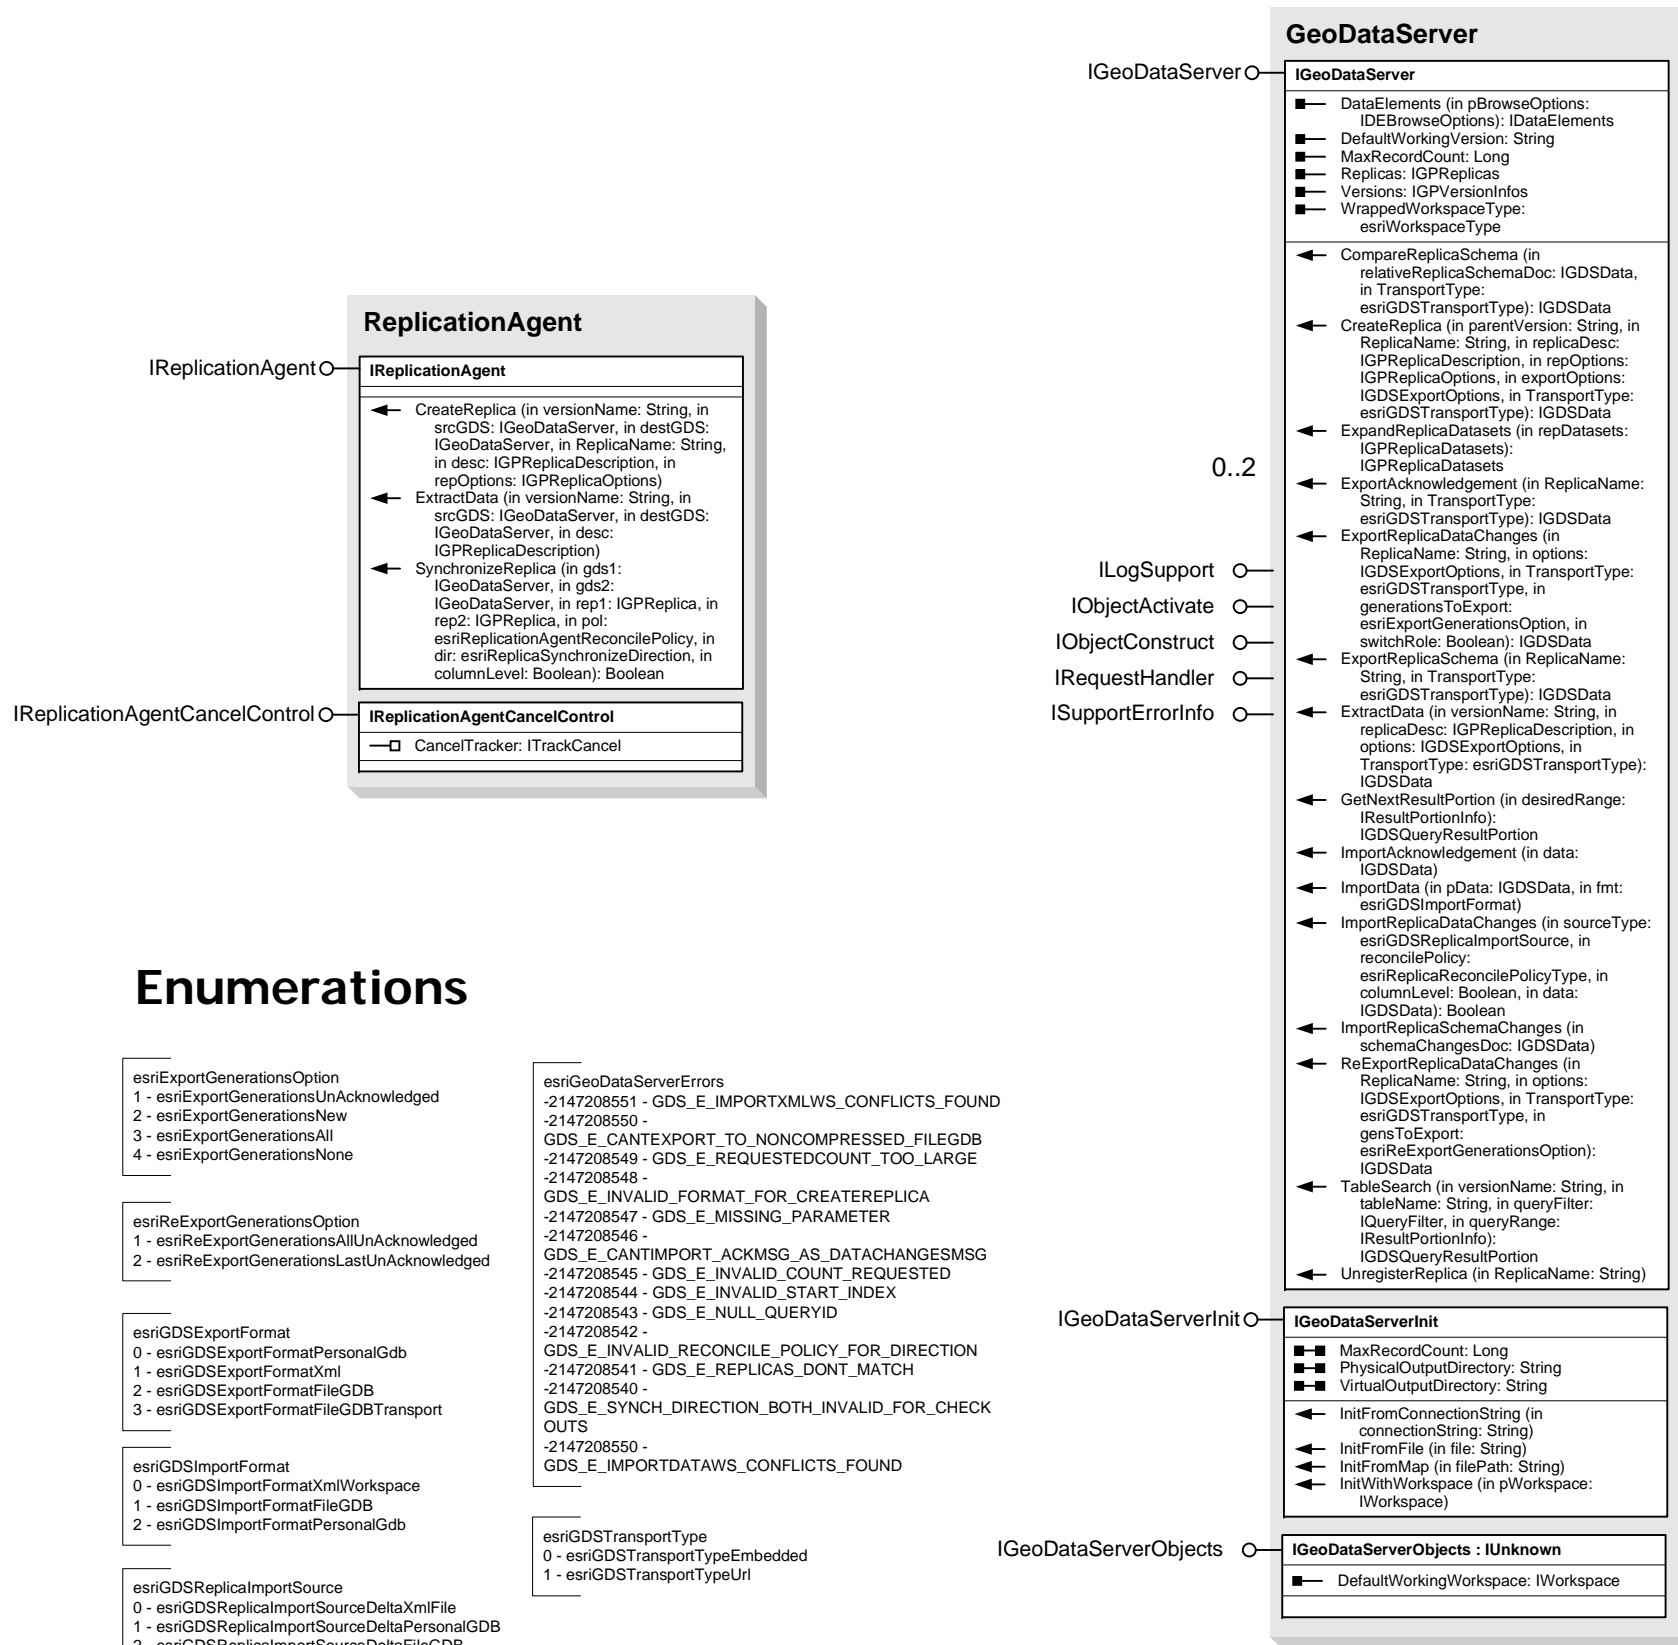 GeoDataServer
IGeoDataServer
IGeoDataServer
DataElements (in pBrowseOptions:
IDEBrowseOptions): IDataElements
DefaultWorkingVersion: String
MaxRecordCount: Long
Replicas: IGPReplicas
Versions: IGPVersionInfos
WrappedWorkspaceType:
esriWorkspaceType
CompareReplicaSchema (in
relativeReplicaSchemaDoc: IGDSData,
in TransportType:
esriGDSTransportType): IGDSData
CreateReplica (in parentVersion: String, in
ReplicaName: String, in replicaDesc:
IGPReplicaDescription, in repOptions:
IGPReplicaOptions, in exportOptions:
IGDSExportOptions, in TransportType:
esriGDSTransportType): IGDSData
ExpandReplicaDatasets (in repDatasets:
IGPReplicaDatasets):
IGPReplicaDatasets
ExportAcknowledgement (in ReplicaName:
String, in TransportType:
esriGDSTransportType): IGDSData
ExportReplicaDataChanges (in
ReplicaName: String, in options:
IGDSExportOptions, in TransportType:
esriGDSTransportType, in
generationsToExport:
esriExportGenerationsOption, in
switchRole: Boolean): IGDSData
ExportReplicaSchema (in ReplicaName:
String, in TransportType:
esriGDSTransportType): IGDSData
ExtractData (in versionName: String, in
replicaDesc: IGPReplicaDescription, in
options: IGDSExportOptions, in
TransportType: esriGDSTransportType):
IGDSData
GetNextResultPortion (in desiredRange:
IResultPortionInfo):
IGDSQueryResultPortion
ImportAcknowledgement (in data:
IGDSData)
ImportData (in pData: IGDSData, in fmt:
esriGDSImportFormat)
ImportReplicaDataChanges (in sourceType:
esriGDSReplicaImportSource, in
reconcilePolicy:
esriReplicaReconcilePolicyType, in
columnLevel: Boolean, in data:
IGDSData): Boolean
ImportReplicaSchemaChanges (in
schemaChangesDoc: IGDSData)
ReExportReplicaDataChanges (in
ReplicaName: String, in options:
IGDSExportOptions, in TransportType:
esriGDSTransportType, in
gensToExport:
esriReExportGenerationsOption):
IGDSData
TableSearch (in versionName: String, in
tableName: String, in queryFilter:
IQueryFilter, in queryRange:
IResultPortionInfo):
IGDSQueryResultPortion
UnregisterReplica (in ReplicaName: String)
0..2
ILogSupport
IObjectActivate
IObjectConstruct
IRequestHandler
ISupportErrorInfo
IGeoDataServerInit
IGeoDataServerInit
MaxRecordCount: Long
PhysicalOutputDirectory: String
VirtualOutputDirectory: String
InitFromConnectionString (in
connectionString: String)
InitFromFile (in file: String)
InitFromMap (in filePath: String)
InitWithWorkspace (in pWorkspace:
IWorkspace)
IGeoDataServerObjects
IGeoDataServerObjects : IUnknown
DefaultWorkingWorkspace: IWorkspace
ReplicationAgent
IReplicationAgent
IReplicationAgent
CreateReplica (in versionName: String, in
srcGDS: IGeoDataServer, in destGDS:
IGeoDataServer, in ReplicaName: String,
in desc: IGPReplicaDescription, in
repOptions: IGPReplicaOptions)
ExtractData (in versionName: String, in
srcGDS: IGeoDataServer, in destGDS:
IGeoDataServer, in desc:
IGPReplicaDescription)
SynchronizeReplica (in gds1:
IGeoDataServer, in gds2:
IGeoDataServer, in rep1: IGPReplica, in
rep2: IGPReplica, in pol:
esriReplicationAgentReconcilePolicy, in
dir: esriReplicaSynchronizeDirection, in
columnLevel: Boolean): Boolean
IReplicationAgentCancelControl
IReplicationAgentCancelControl
CancelTracker: ITrackCancel
Enumerations
esriExportGenerationsOption
1 - esriExportGenerationsUnAcknowledged
2 - esriExportGenerationsNew
3 - esriExportGenerationsAll
4 - esriExportGenerationsNone
esriReExportGenerationsOption
1 - esriReExportGenerationsAllUnAcknowledged
2 - esriReExportGenerationsLastUnAcknowledged
esriGDSExportFormat
0 - esriGDSExportFormatPersonalGdb
1 - esriGDSExportFormatXml
2 - esriGDSExportFormatFileGDB
3 - esriGDSExportFormatFileGDBTransport
esriGDSImportFormat
0 - esriGDSImportFormatXmlWorkspace
1 - esriGDSImportFormatFileGDB
2 - esriGDSImportFormatPersonalGdb
esriGDSReplicaImportSource
0 - esriGDSReplicaImportSourceDeltaXmlFile
1 - esriGDSReplicaImportSourceDeltaPersonalGDB
2 - esriGDSReplicaImportSourceDeltaFileGDB
esriGeoDataServerErrors
-2147208551 - GDS_E_IMPORTXMLWS_CONFLICTS_FOUND
-2147208550 -
GDS_E_CANTEXPORT_TO_NONCOMPRESSED_FILEGDB
-2147208549 - GDS_E_REQUESTEDCOUNT_TOO_LARGE
-2147208548 -
GDS_E_INVALID_FORMAT_FOR_CREATEREPLICA
-2147208547 - GDS_E_MISSING_PARAMETER
-2147208546 -
GDS_E_CANTIMPORT_ACKMSG_AS_DATACHANGESMSG
-2147208545 - GDS_E_INVALID_COUNT_REQUESTED
-2147208544 - GDS_E_INVALID_START_INDEX
-2147208543 - GDS_E_NULL_QUERYID
-2147208542 -
GDS_E_INVALID_RECONCILE_POLICY_FOR_DIRECTION
-2147208541 - GDS_E_REPLICAS_DONT_MATCH
-2147208540 -
GDS_E_SYNCH_DIRECTION_BOTH_INVALID_FOR_CHECK
OUTS
-2147208550 -
GDS_E_IMPORTDATAWS_CONFLICTS_FOUND
esriGDSTransportType
0 - esriGDSTransportTypeEmbedded
1 - esriGDSTransportTypeUrl